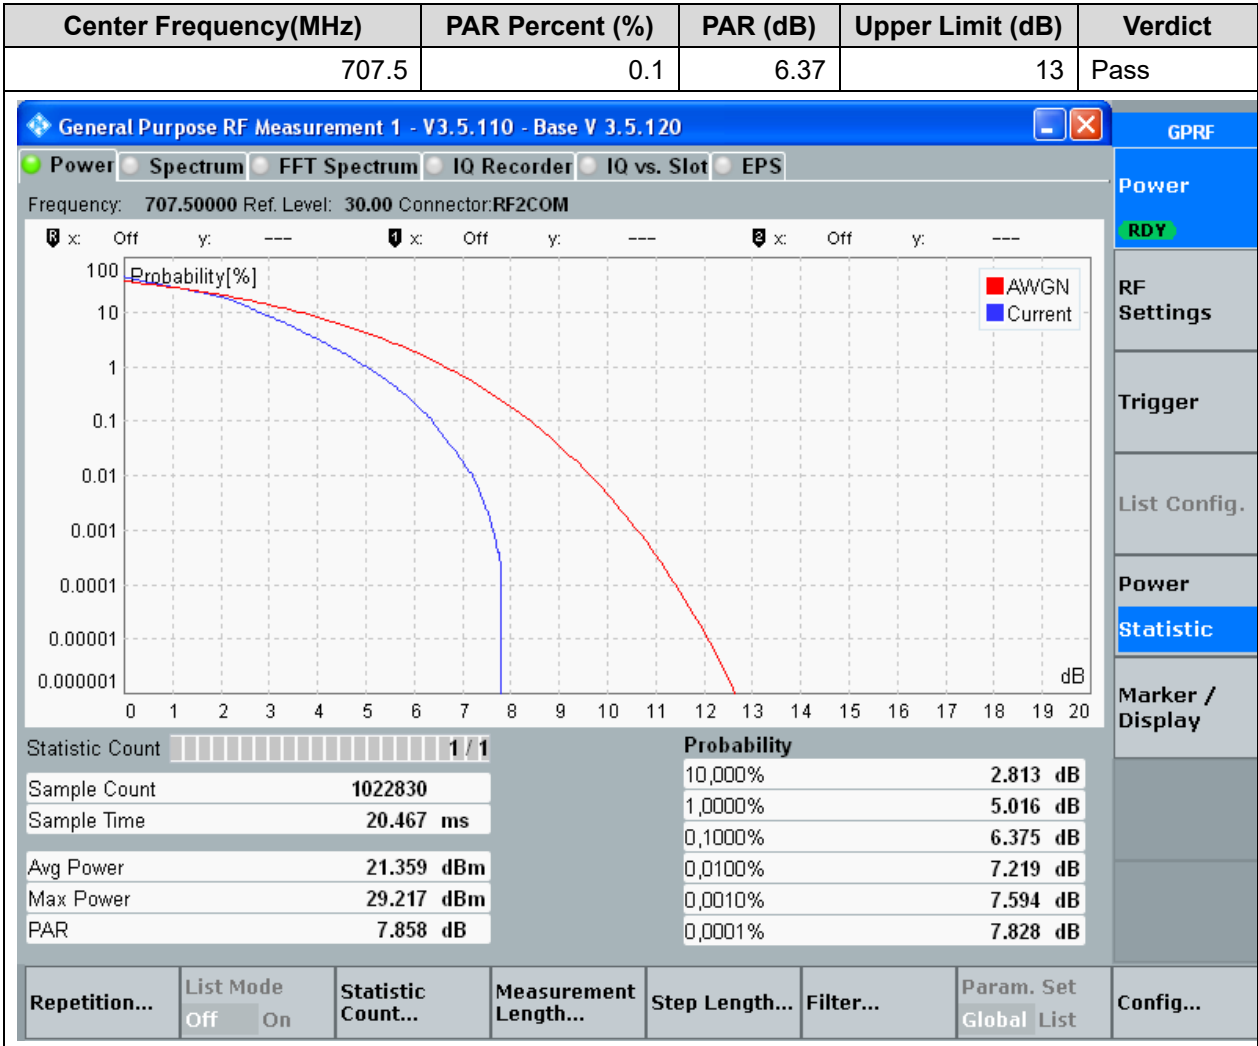 Center Frequency(MHz) PAR Percent (%) PAR (dB) Upper Limit (dB) Verdict
707.5 0.1 6.37 13 Pass
General Purpose RF Measurement 1 - V3.5.110 - Base V 3.5.120
GPRF
Power Spectrum FFT Spectrum IQ Recorder IQ vs. Slot EPS
Frequency: 707.50000 Ref. Level: 30.00 Connector:RF2COM
R x: Off y: --- 1 x: Off y: --- 2 x: Off y: ---
Power
RDY
RF
Settings
Trigger
List Config.
Power
Statistic
Marker /
Display
Probability[%]
AWGN
Current
100
10
1
0.1
0.01
0.001
0.0001
0.00001
0.000001
dB
0 1 2 3 4 5 6 7 8 9 10 11 12 13 14 15 16 17 18 19 20
Statistic Count 1 / 1
Sample Count 1022830
Sample Time 20.467 ms
Avg Power 21.359 dBm
Max Power 29.217 dBm
PAR 7.858 dB
Probability
10,000% 2.813 dB
1,0000% 5.016 dB
0,1000% 6.375 dB
0,0100% 7.219 dB
0,0010% 7.594 dB
0,0001% 7.828 dB
Repetition...
List Mode
Off On
Statistic
Count...
Measurement
Length...
Step Length...
Filter...
Param. Set
Global List
Config...